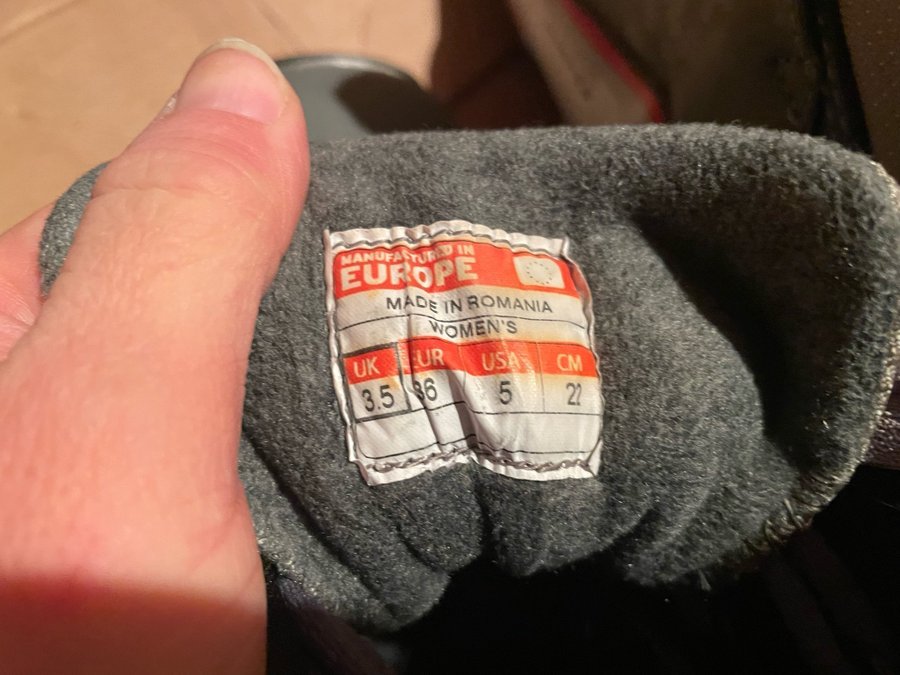 MANUFACTURED IN
EUROPE
MADE IN ROMANIA
WOMEN'S
UK EUR USA CM
3.5 36 5 22